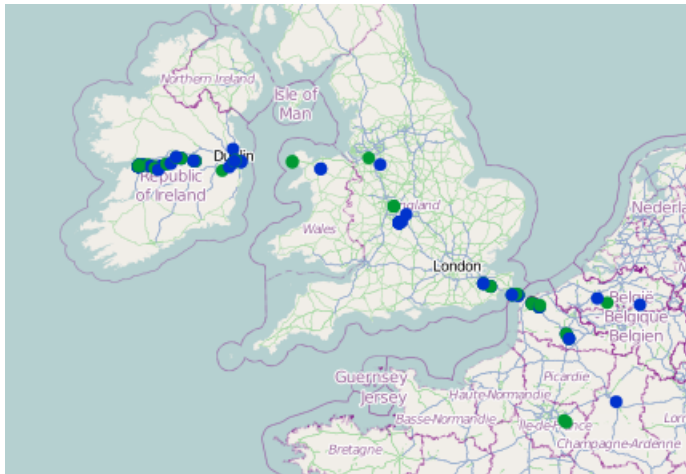 Northern Ireland
Isle of
Man
Dublin
Republic
of Ireland
England
Wales
Nederla
London
België
Belgique
Belgien
Guernsey
Jersey
Picardie
Haute-Normandie
Basse-Normandie
Île-de-France
Lor
Champagne-Ardenne
Bretagne